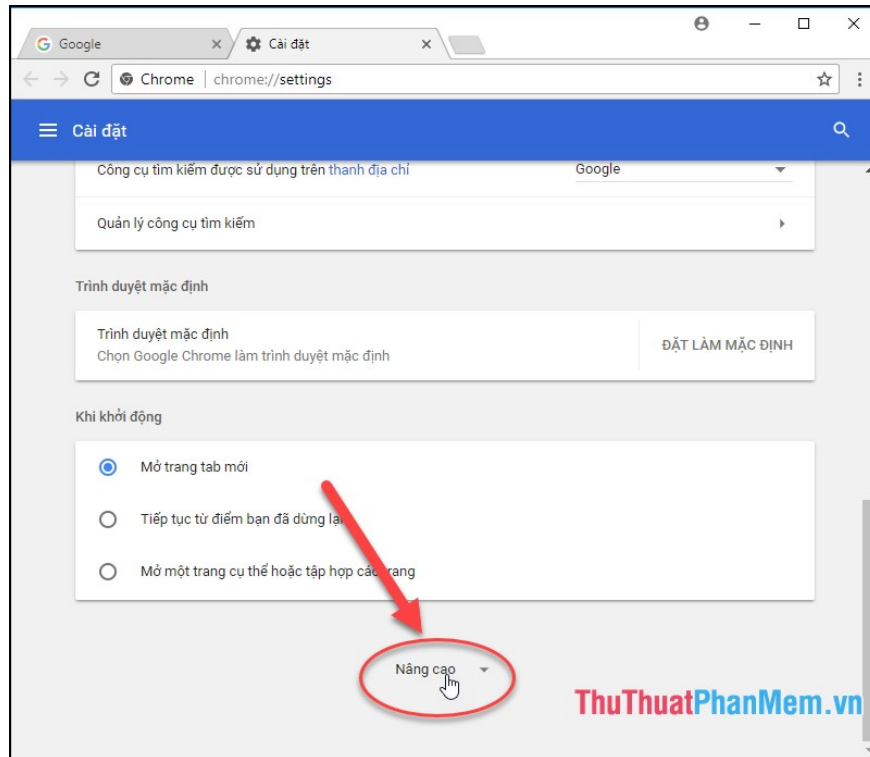 Google
Cài đặt
Chrome | chrome://settings
Cài đặt
Công cụ tìm kiếm được sử dụng trên thanh địa chỉ
Google
Quản lý công cụ tìm kiếm
Trình duyệt mặc định
Trình duyệt mặc định
Chọn Google Chrome làm trình duyệt mặc định
ĐẶT LÀM MẶC ĐỊNH
Khi khởi động
Mở trang tab mới
Tiếp tục từ điểm bạn đã dừng lại
Mở một trang cụ thể hoặc tập hợp các trang
Nâng cao
ThuThuatPhanMem.vn